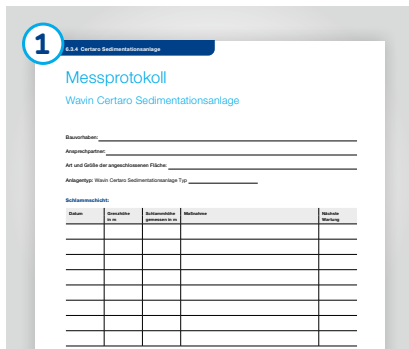 1
6.3.4 Certaro Sedimentationsanlage
Messprotokoll
Wavin Certaro Sedimentationsanlage
Bauvorhaben:
Ansprechpartner:
Art und Größe der angeschlossenen Fläche:
Anlagentyp: Wavin Certaro Sedimentationsanlage Typ
Schlammschicht:
Datum Grenzhöhe Schlammhöhe Maßnahme Nächste
in m gemessen in m Wartung